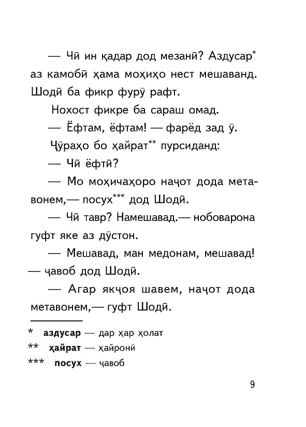 — Чӣ ин қадар дод мезанӣ? Аздусар*
аз камобӣ ҳама моҳиҳо нест мешаванд.
Шодӣ ба фикр фурӯ рафт.
Нохост фикре ба сараш омад.
— Ёфтам, ёфтам! — фарёд зад ӯ.
Ҷӯраҳо бо ҳайрат** пурсиданд:
— Чӣ ёфтӣ?
— Мо моҳичаҳоро наҷот дода мета-
вонем,— посух*** дод Шодӣ.
— Чӣ тавр? Намешавад.— нобоварона
гуфт яке аз дӯстон.
— Мешавад, ман медонам, мешавад!
— ҷавоб дод Шодӣ.
— Агар якҷоя шавем, наҷот дода
метавонем,— гуфт Шодӣ.
* аздусар — дар ҳар ҳолат
** ҳайрат — ҳайронӣ
*** посух — ҷавоб
9